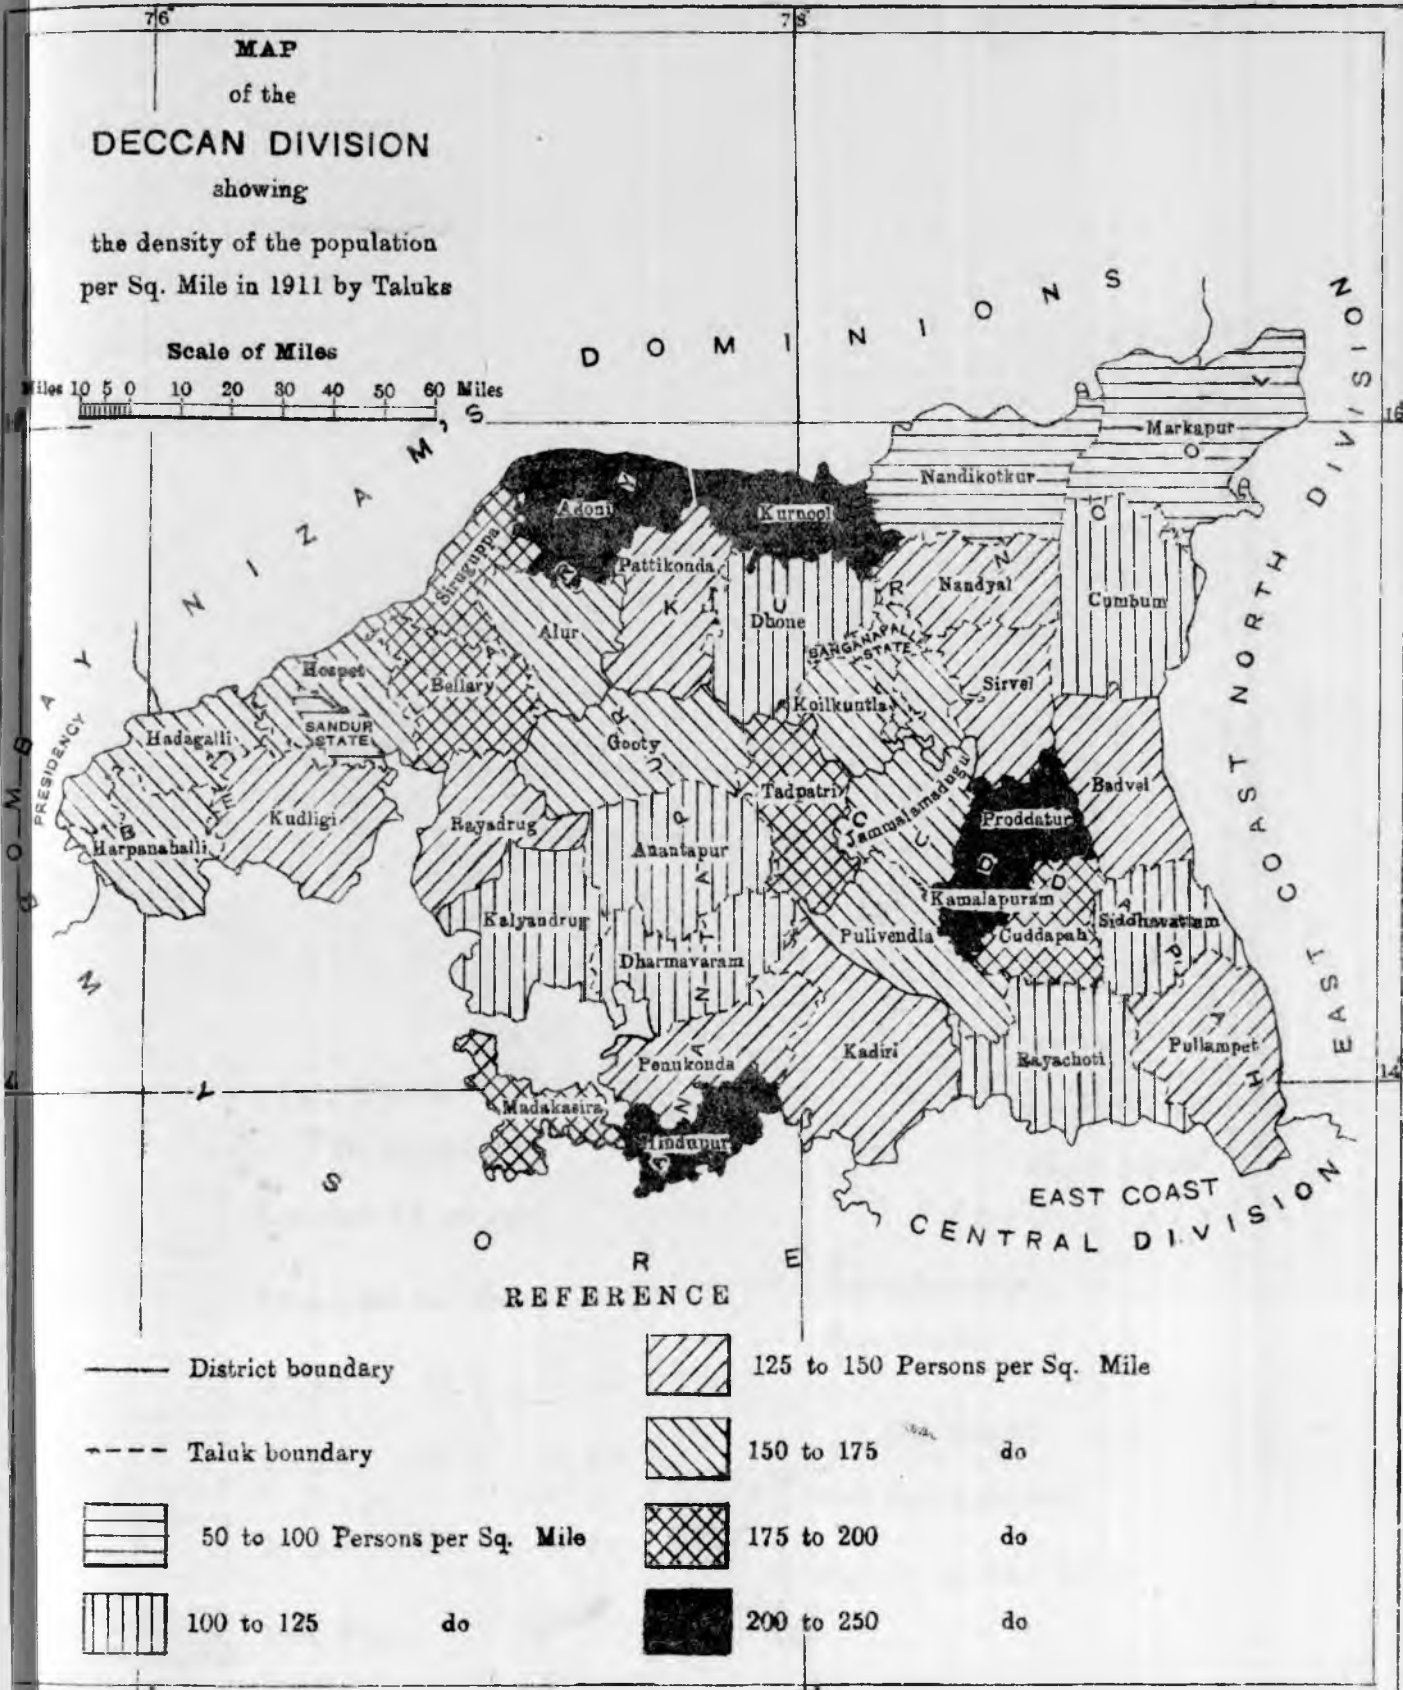 76°
78°
MAP
of the
DECCAN DIVISION
showing
the density of the population
per Sq. Mile in 1911 by Taluks
Scale of Miles
Miles 10 5 0 10 20 30 40 50 60 Miles
NIZAM'S DOMINIONS
16°
EAST COAST NORTH DIVISION
BOMBAY
PRESIDENCY
Markapur
Nandikotkur
Adoni
Kurnool
Siruguppa
Pattikonda
Nandyal
Cumbum
Dhone
Alur
BANGANAPALLE
STATE
Hospet
Bellary
Sirvel
Koilkuntla
SANDUR
STATE
Hadagalli
Gooty
Jammalamadugu
Badvel
Tadpatri
Kudligi
Rayadrug
Proddatur
Harpanahalli
Anantapur
Kamalapuram
Kalyandrug
Siddhavattam
Pulivendla
Cuddapah
Dharmavaram
Penukonda
Kadiri
Rayachoti
Pullampet
14°
Madakasira
Hindupur
BELLARY
KURNOOL
ANANTAPUR
CUDDAPAH
MYSORE
EAST COAST
CENTRAL DIVISION
EAST
REFERENCE
District boundary
Taluk boundary
50 to 100 Persons per Sq. Mile
100 to 125 do
125 to 150 Persons per Sq. Mile
150 to 175 do
175 to 200 do
200 to 250 do